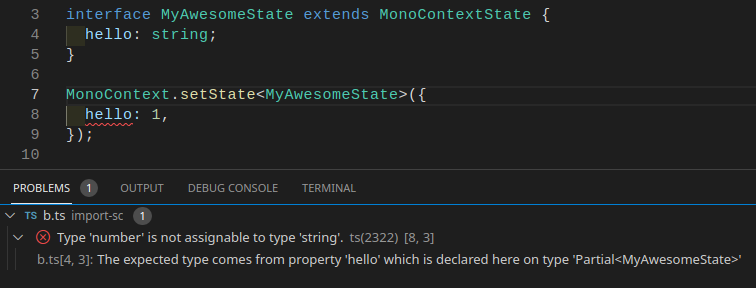 3 interface MyAwesomeState extends MonoContextState {
4 hello: string;
5 }
6
7 MonoContext.setState<MyAwesomeState>({
8 hello: 1,
9 });
10
PROBLEMS 1 OUTPUT DEBUG CONSOLE TERMINAL
TS b.ts import-sc 1
Type 'number' is not assignable to type 'string'. ts(2322) [8, 3]
b.ts[4, 3]: The expected type comes from property 'hello' which is declared here on type 'Partial<MyAwesomeState>'